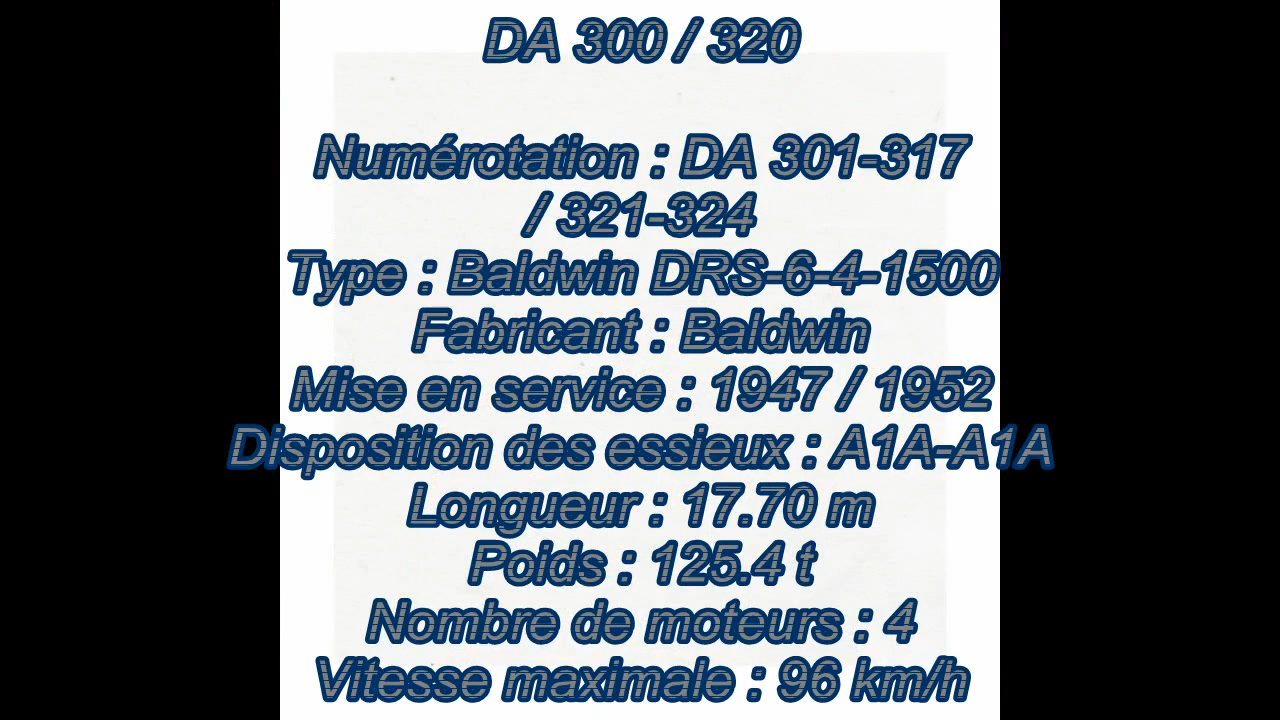 DA 300 / 320
Numérotation : DA 301-317
/ 321-324
Type : Baldwin DRS-6-4-1500
Fabricant : Baldwin
Mise en service : 1947 / 1952
Disposition des essieux : A1A-A1A
Longueur : 17.70 m
Poids : 125.4 t
Nombre de moteurs : 4
Vitesse maximale : 96 km/h